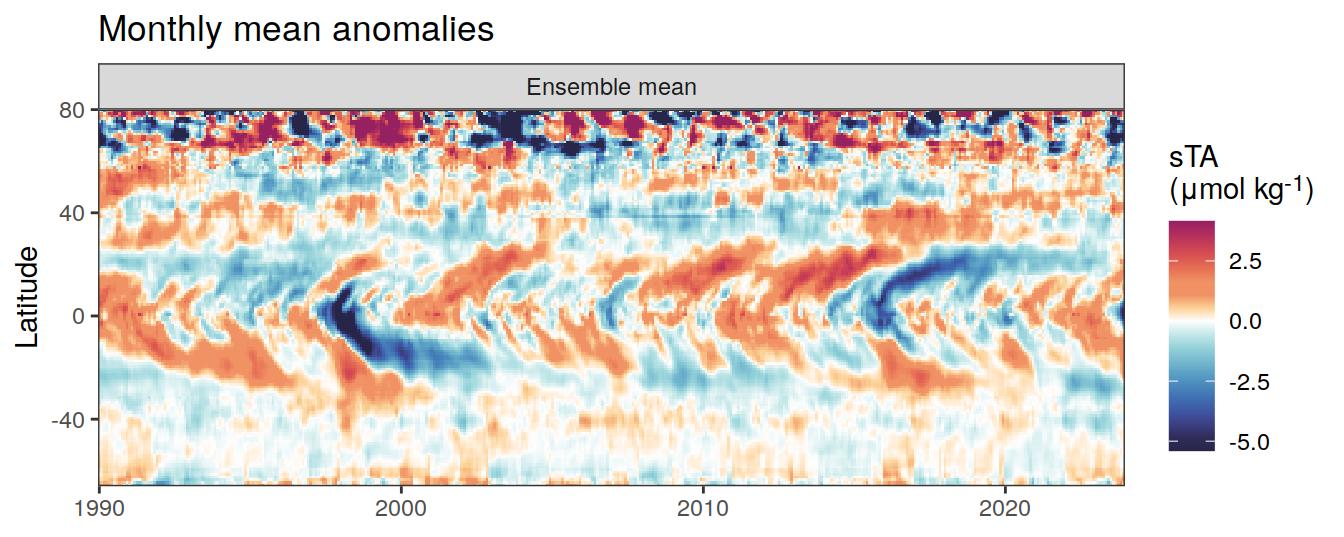 Monthly mean anomalies
Ensemble mean
80
40
0
-40
Latitude
1990 2000 2010 2020
sTA
(μmol kg⁻¹)
2.5
0.0
-2.5
-5.0